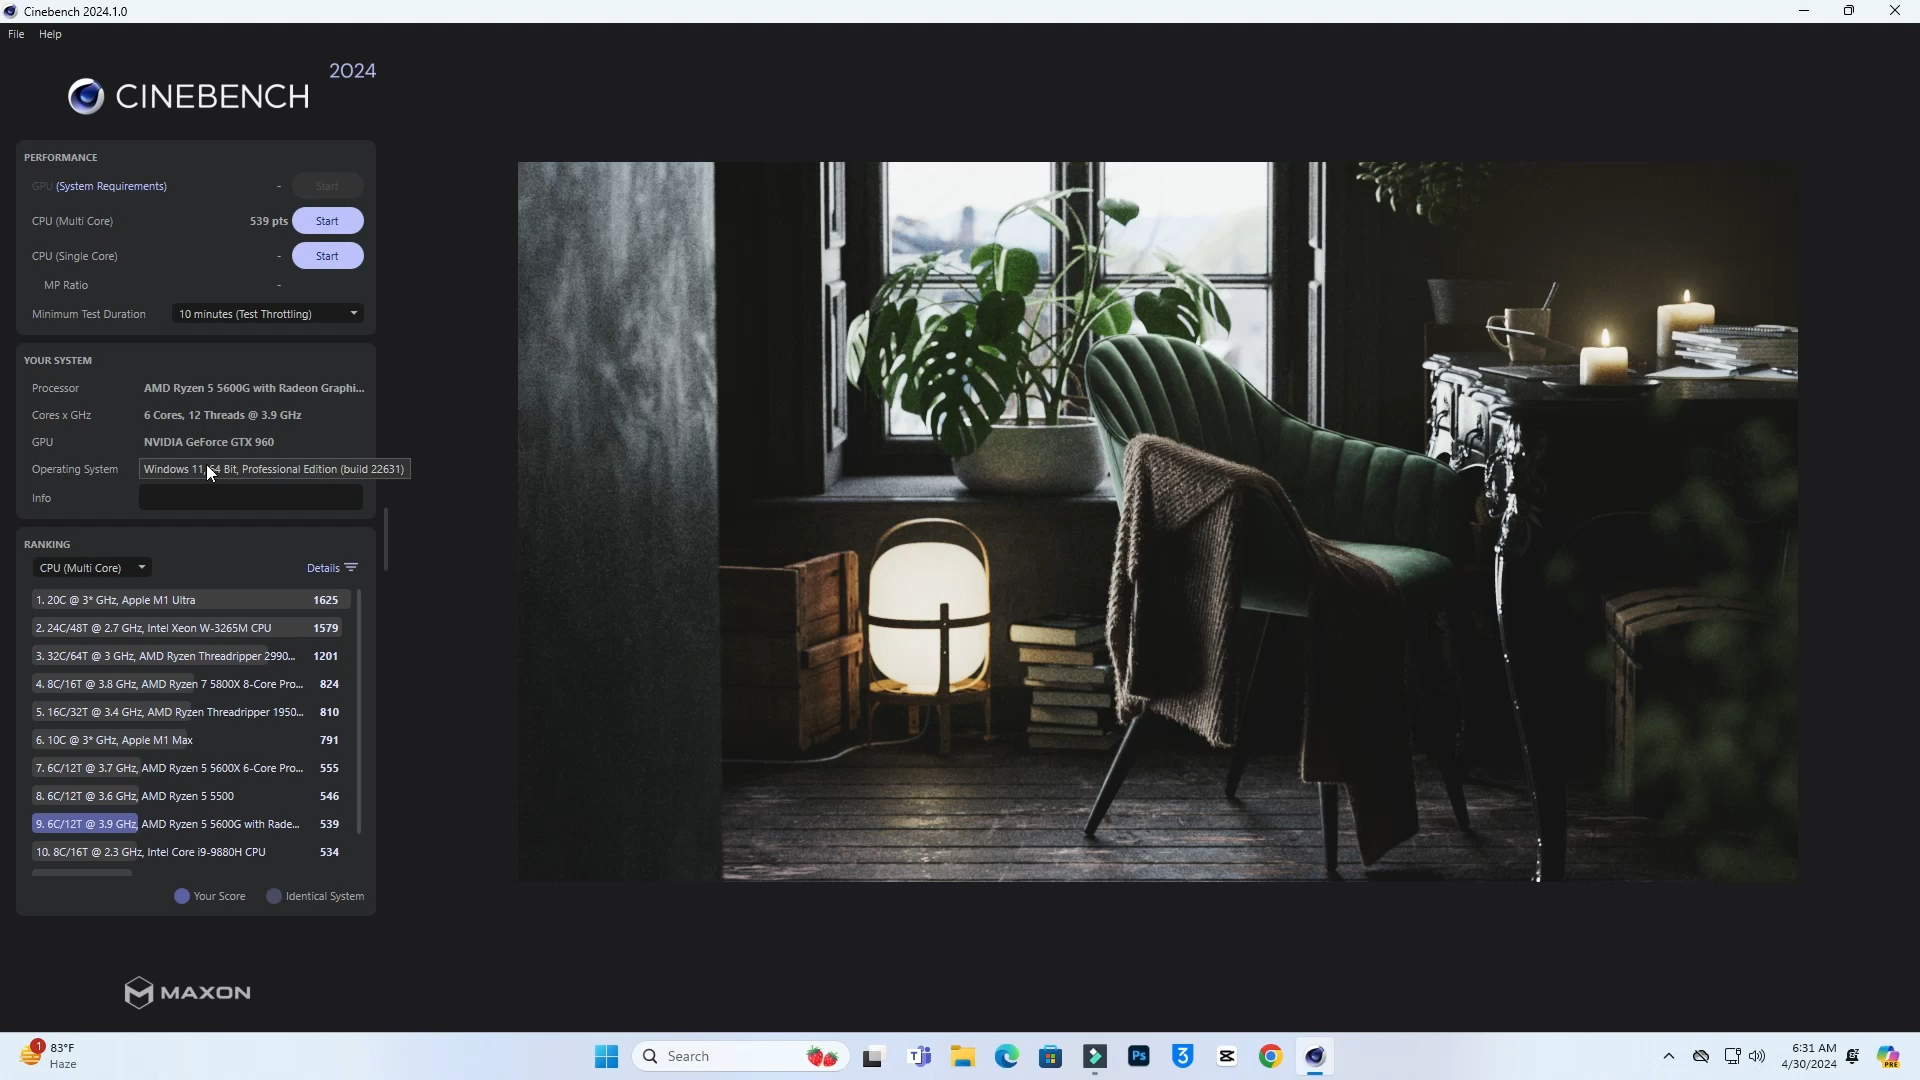 Cinebench 2024.1.0
File Help
CINEBENCH 2024
PERFORMANCE
GPU (System Requirements) - Start
CPU (Multi Core) 539 pts Start
CPU (Single Core) - Start
MP Ratio -
Minimum Test Duration 10 minutes (Test Throttling)
YOUR SYSTEM
Processor AMD Ryzen 5 5600G with Radeon Graphi...
Cores x GHz 6 Cores, 12 Threads @ 3.9 GHz
GPU NVIDIA GeForce GTX 960
Operating System Windows 11, 64 Bit, Professional Edition (build 22631)
Info
RANKING
CPU (Multi Core) Details
1. 20C @ 3* GHz, Apple M1 Ultra 1625
2. 24C/48T @ 2.7 GHz, Intel Xeon W-3265M CPU 1579
3. 32C/64T @ 3 GHz, AMD Ryzen Threadripper 2990... 1201
4. 8C/16T @ 3.8 GHz, AMD Ryzen 7 5800X 8-Core Pro... 824
5. 16C/32T @ 3.4 GHz, AMD Ryzen Threadripper 1950... 810
6. 10C @ 3* GHz, Apple M1 Max 791
7. 6C/12T @ 3.7 GHz, AMD Ryzen 5 5600X 6-Core Pro... 555
8. 6C/12T @ 3.6 GHz, AMD Ryzen 5 5500 546
9. 6C/12T @ 3.9 GHz, AMD Ryzen 5 5600G with Rade... 539
10. 8C/16T @ 2.3 GHz, Intel Core i9-9880H CPU 534
Your Score Identical System
MAXON
1 83°F
Haze
Search
T
Ps
3
PRE
6:31 AM
4/30/2024